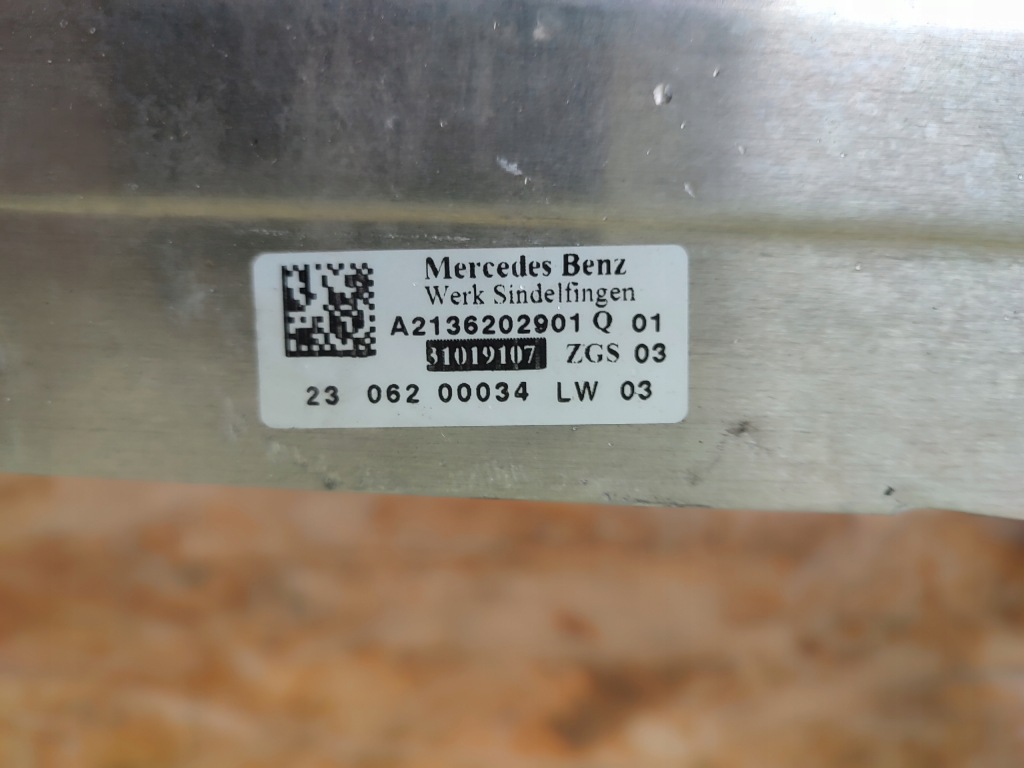 Mercedes Benz
Werk Sindelfingen
A2136202901 Q 01
31019107 ZGS 03
23 062 00034 LW 03